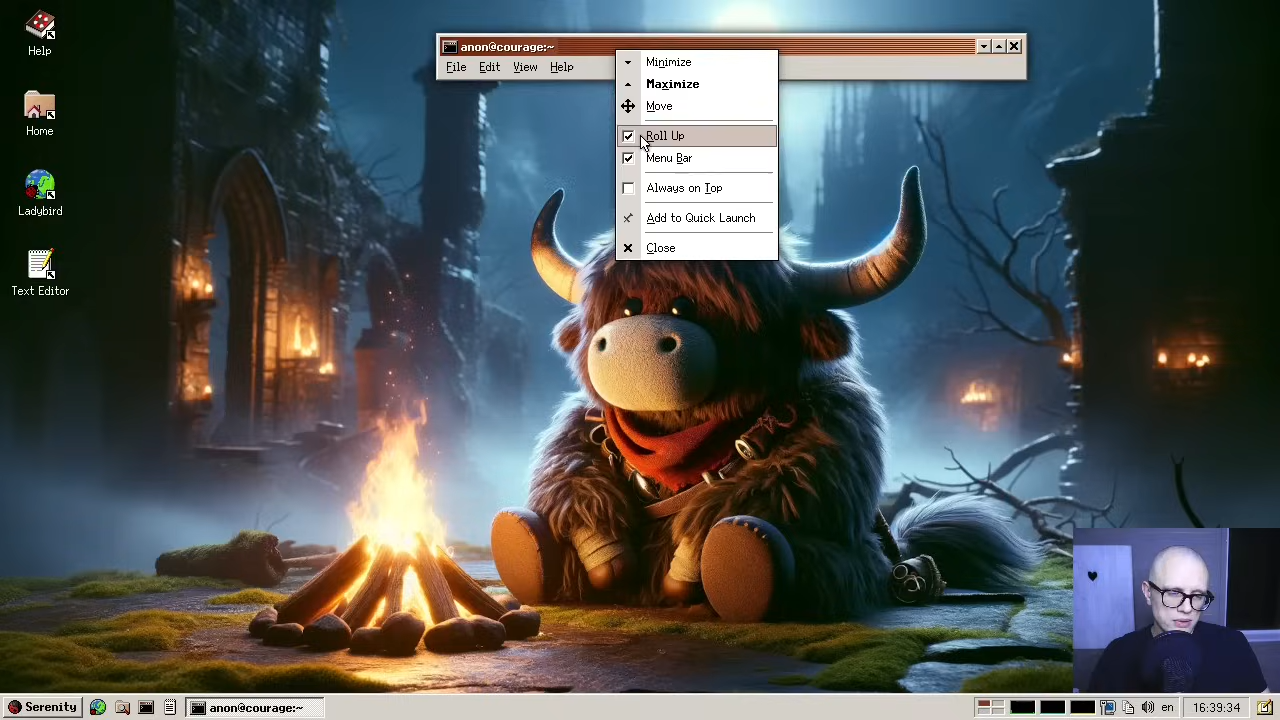 Help
Home
Ladybird
Text Editor
anon@courage:~
File Edit View Help
Minimize
Maximize
Move
Roll Up
Menu Bar
Always on Top
Add to Quick Launch
Close
Serenity
anon@courage:~
en
16:39:34